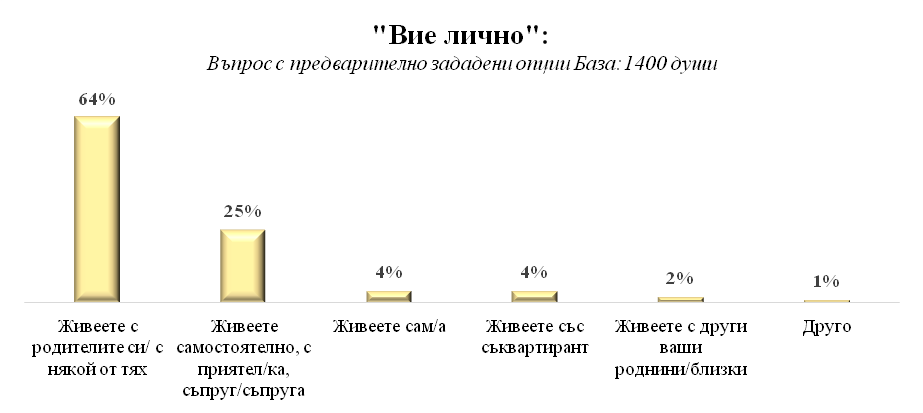 "Вие лично":
Въпрос с предварително зададени опции База: 1400 души
64%
25%
4%
4%
2%
1%
Живеете с
родителите си/ с
някой от тях
Живеете
самостоятелно, с
приятел/ка,
съпруг/съпруга
Живеете сам/а
Живеете със
съквартирант
Живеете с други
ваши
роднини/близки
Друго